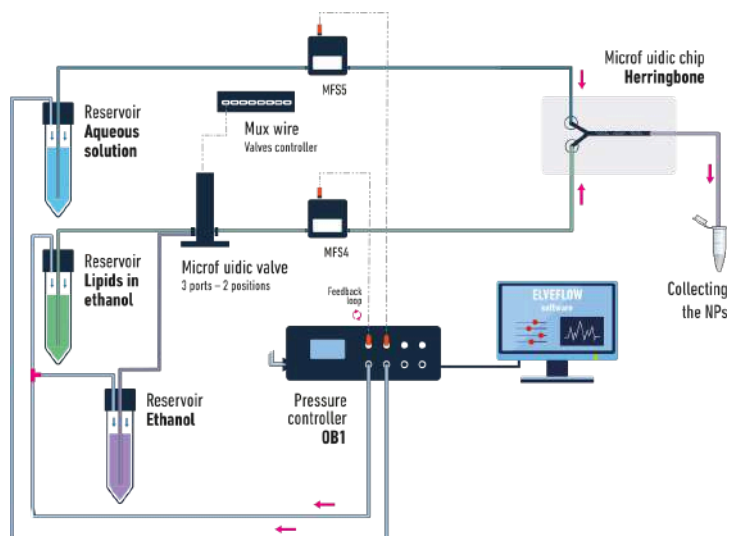 MFS5
Microf uidic chip
Herringbone
Reservoir
Aqueous
solution
Mux wire
Valves controller
Reservoir
Lipids in
ethanol
Microf uidic valve
3 ports – 2 positions
MFS4
Feedback
loop
ELVEFLOW
software
Collecting
the NPs
Reservoir
Ethanol
Pressure
controller
OB1